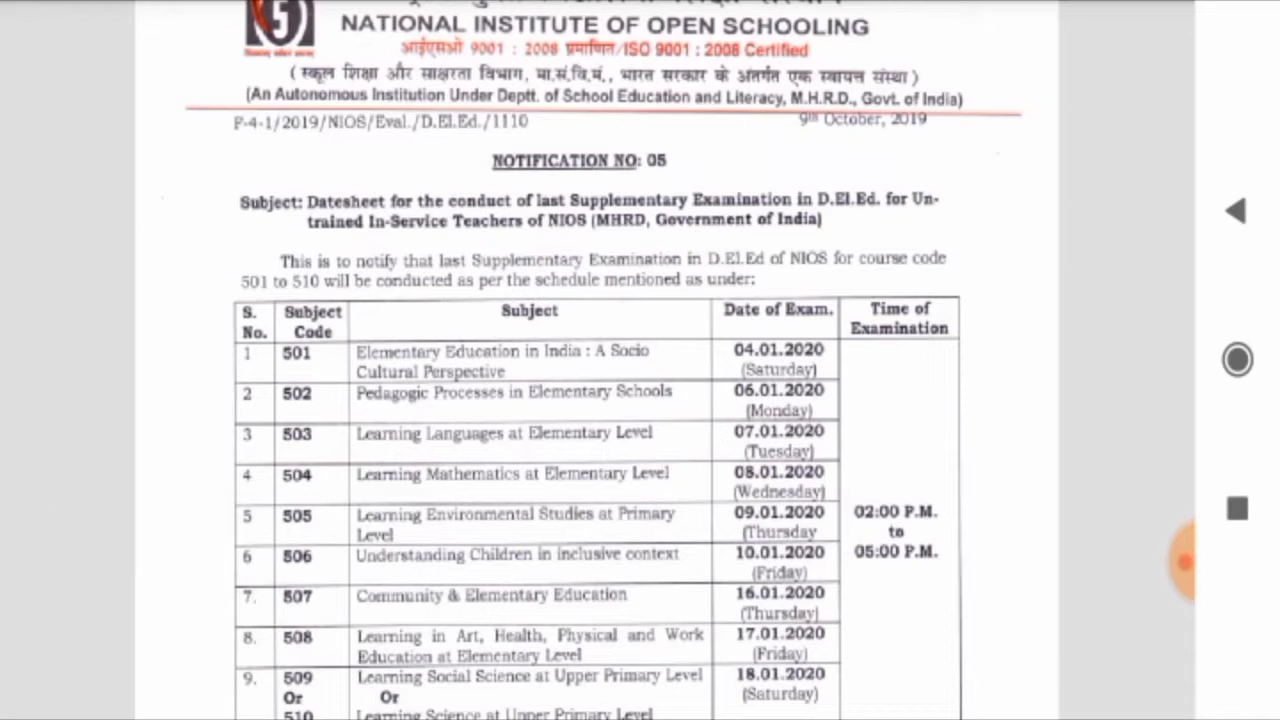 NATIONAL INSTITUTE OF OPEN SCHOOLING
आईएसओ 9001 : 2008 प्रमाणित/ISO 9001 : 2008 Certified
( स्कूल शिक्षा और साक्षरता विभाग, मा.सं.वि.मं., भारत सरकार के अंतर्गत एक स्वायत्त संस्था )
(An Autonomous Institution Under Deptt. of School Education and Literacy, M.H.R.D., Govt. of India)
F-4-1/2019/NIOS/Eval./D.El.Ed./1110 9th October, 2019
NOTIFICATION NO: 05
Subject: Datesheet for the conduct of last Supplementary Examination in D.El.Ed. for Un-
trained In-Service Teachers of NIOS (MHRD, Government of India)
This is to notify that last Supplementary Examination in D.El.Ed of NIOS for course code
501 to 510 will be conducted as per the schedule mentioned as under:
S. Subject Subject Date of Exam. Time of
No. Code Examination
1 501 Elementary Education in India : A Socio 04.01.2020
Cultural Perspective (Saturday)
2 502 Pedagogic Processes in Elementary Schools 06.01.2020
(Monday)
3 503 Learning Languages at Elementary Level 07.01.2020
(Tuesday)
4 504 Learning Mathematics at Elementary Level 08.01.2020
(Wednesday)
5 505 Learning Environmental Studies at Primary 09.01.2020 02:00 P.M.
Level (Thursday to
6 506 Understanding Children in inclusive context 10.01.2020 05:00 P.M.
(Friday)
7. 507 Community & Elementary Education 16.01.2020
(Thursday)
8. 508 Learning in Art, Health, Physical and Work 17.01.2020
Education at Elementary Level (Friday)
9. 509 Learning Social Science at Upper Primary Level 18.01.2020
Or Or (Saturday)
510 Learning Science at Upper Primary Level